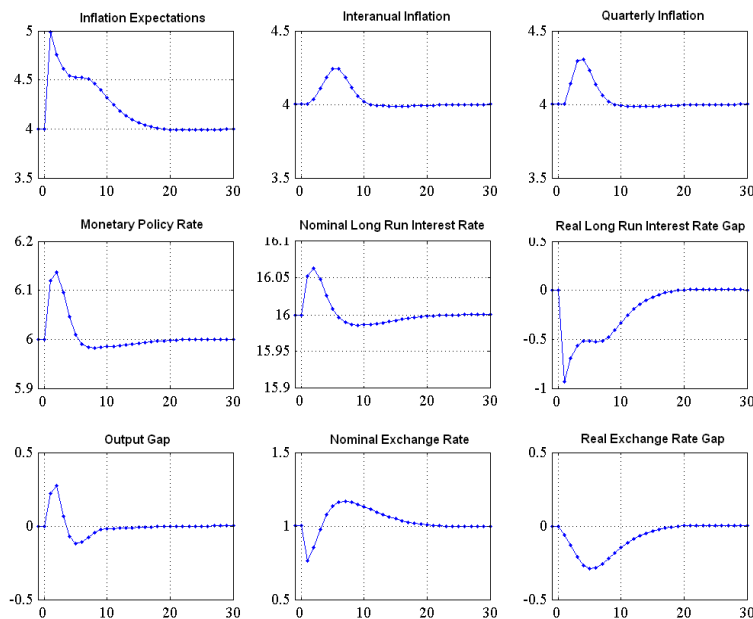 Inflation Expectations
5
4.5
4
3.5
0 10 20 30
Interanual Inflation
4.5
4
3.5
0 10 20 30
Quarterly Inflation
4.5
4
3.5
0 10 20 30
Monetary Policy Rate
6.2
6.1
6
5.9
0 10 20 30
Nominal Long Run Interest Rate
16.1
16.05
16
15.95
15.9
0 10 20 30
Real Long Run Interest Rate Gap
0.5
0
-0.5
-1
0 10 20 30
Output Gap
0.5
0
-0.5
0 10 20 30
Nominal Exchange Rate
1.5
1
0.5
0 10 20 30
Real Exchange Rate Gap
0.5
0
-0.5
0 10 20 30